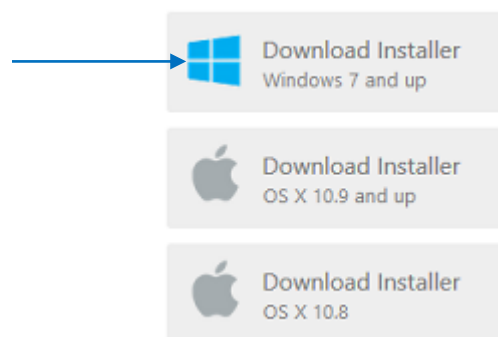 Download Installer
Windows 7 and up
Download Installer
OS X 10.9 and up
Download Installer
OS X 10.8